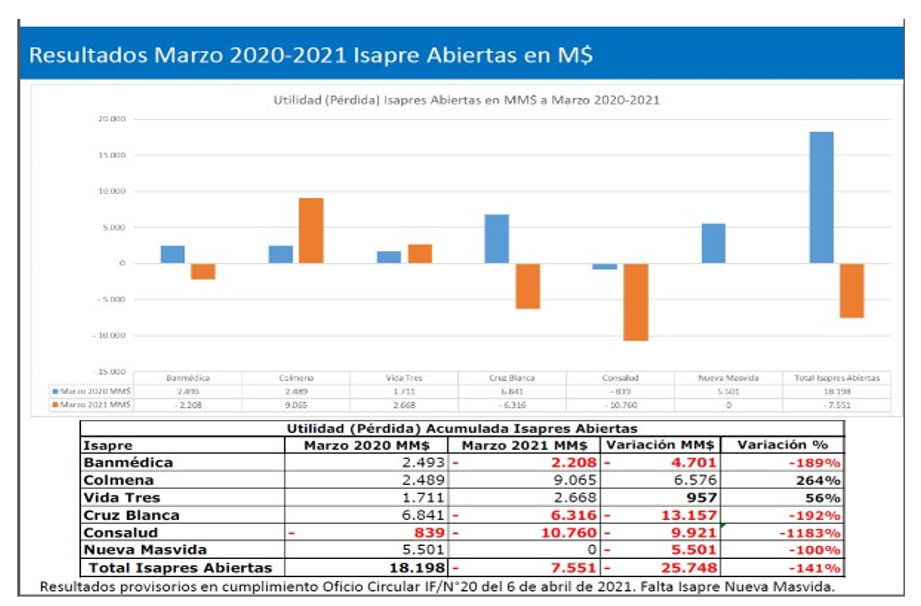 Resultados Marzo 2020-2021 Isapre Abiertas en M$
Utilidad (Pérdida) Isapres Abiertas en MM$ a Marzo 2020-2021
20.000
15.000
10.000
5.000
0
- 5.000
- 10.000
- 15.000
Banmédica Colmena Vida Tres Cruz Blanca Consalud Nueva Masvida Total Isapres Abiertas
Marzo 2020 MM$ 2.493 2.489 1.711 6.841 - 839 5.501 18.198
Marzo 2021 MM$ - 2.208 9.065 2.668 - 6.316 - 10.760 0 - 7.551
Utilidad (Pérdida) Acumulada Isapres Abiertas
Isapre Marzo 2020 MM$ Marzo 2021 MM$ Variación MM$ Variación %
Banmédica 2.493 - 2.208 - 4.701 -189%
Colmena 2.489 9.065 6.576 264%
Vida Tres 1.711 2.668 957 56%
Cruz Blanca 6.841 - 6.316 - 13.157 -192%
Consalud - 839 - 10.760 - 9.921 -1183%
Nueva Masvida 5.501 0 - 5.501 -100%
Total Isapres Abiertas 18.198 - 7.551 - 25.748 -141%
Resultados provisorios en cumplimiento Oficio Circular IF/N°20 del 6 de abril de 2021. Falta Isapre Nueva Masvida.